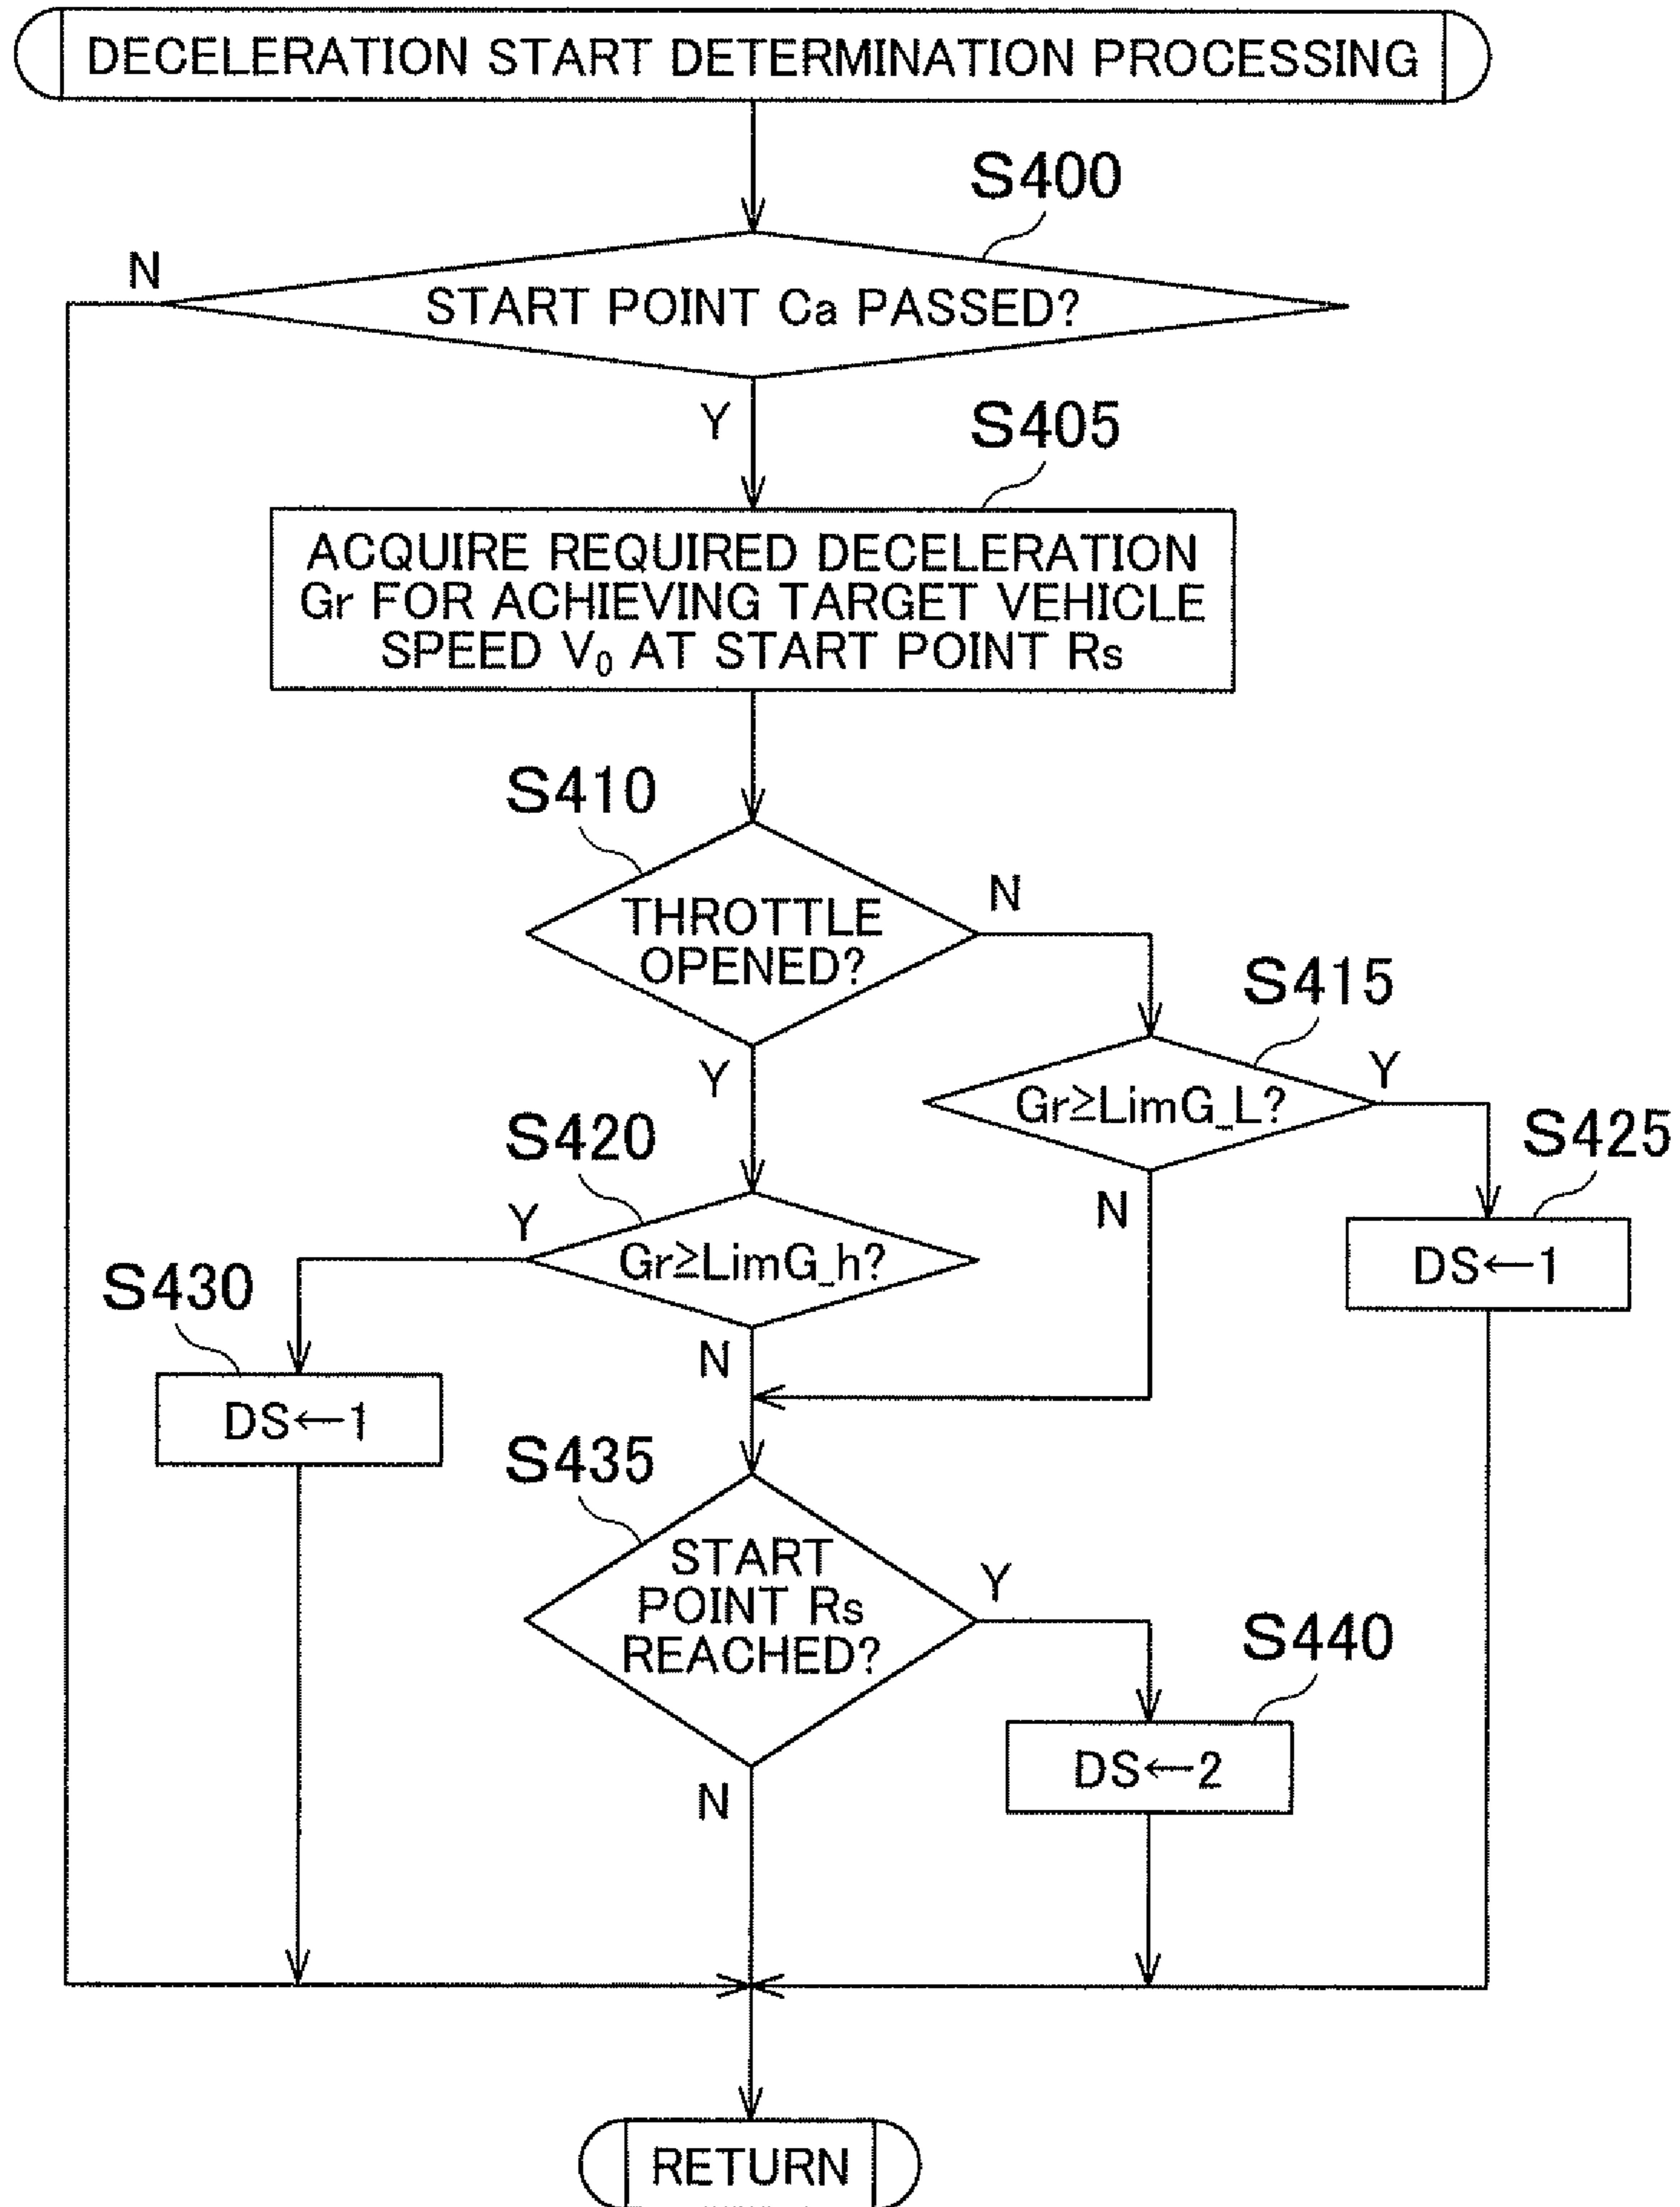 DECELERATION START DETERMINATION PROCESSING
S400
N
START POINT Ca PASSED?
Y
S405
ACQUIRE REQUIRED DECELERATION
Gr FOR ACHIEVING TARGET VEHICLE
SPEED V₀ AT START POINT Rs
S410
N
THROTTLE
OPENED?
S415
Y
Y
Gr≥LimG_L?
S420
S425
N
Y
Gr≥LimG_h?
DS←1
S430
N
DS←1
S435
START
POINT Rs
REACHED?
Y
S440
DS←2
N
RETURN